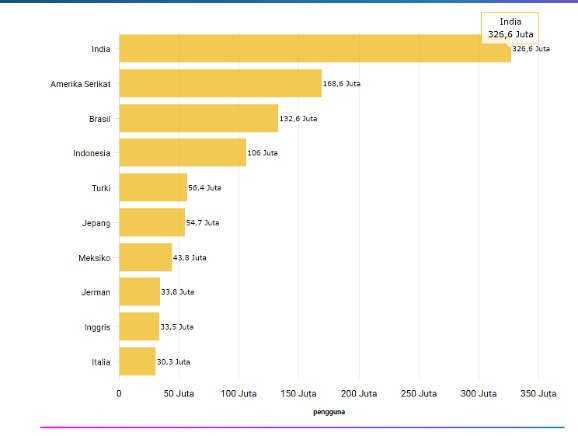 India
326,6 Juta
India
326,6 Juta
Amerika Serikat
168,6 Juta
Brasil
132,6 Juta
Indonesia
106 Juta
Turki
56,4 Juta
Jepang
54,7 Juta
Meksiko
43,8 Juta
Jerman
33,8 Juta
Inggris
33,5 Juta
Italia
30,3 Juta
0 50 Juta 100 Juta 150 Juta 200 Juta 250 Juta 300 Juta 350 Juta
pengguna